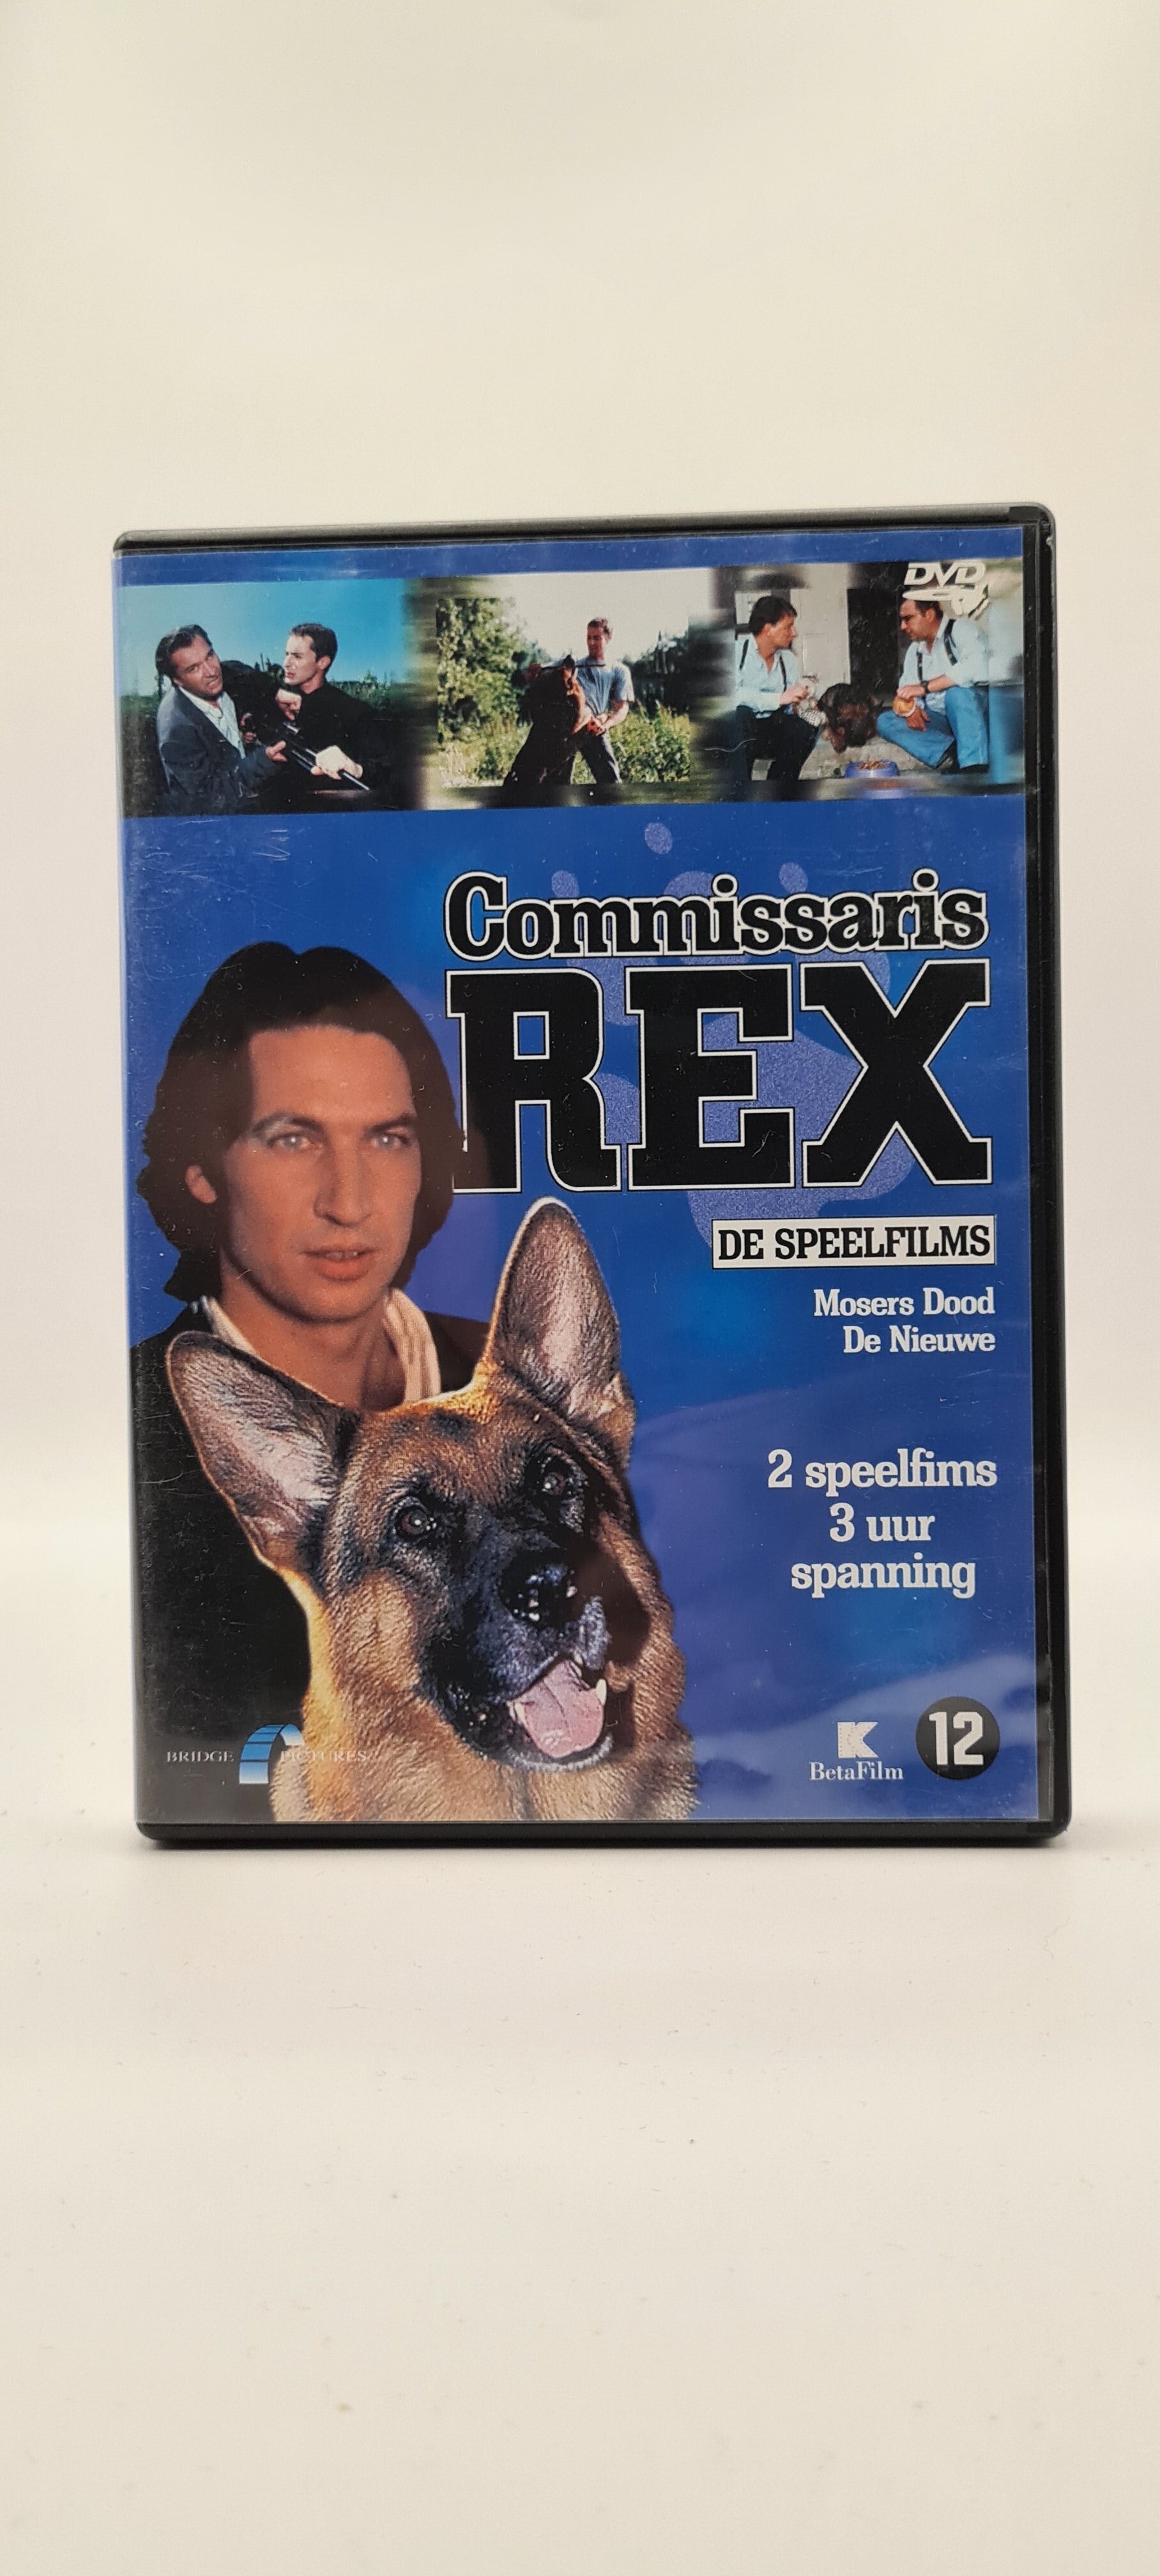 DVD
Commissaris
REX
DE SPEELFILMS
Mosers Dood
De Nieuwe
2 speelfims
3 uur
spanning
BRIDGE PICTURES
BetaFilm
12